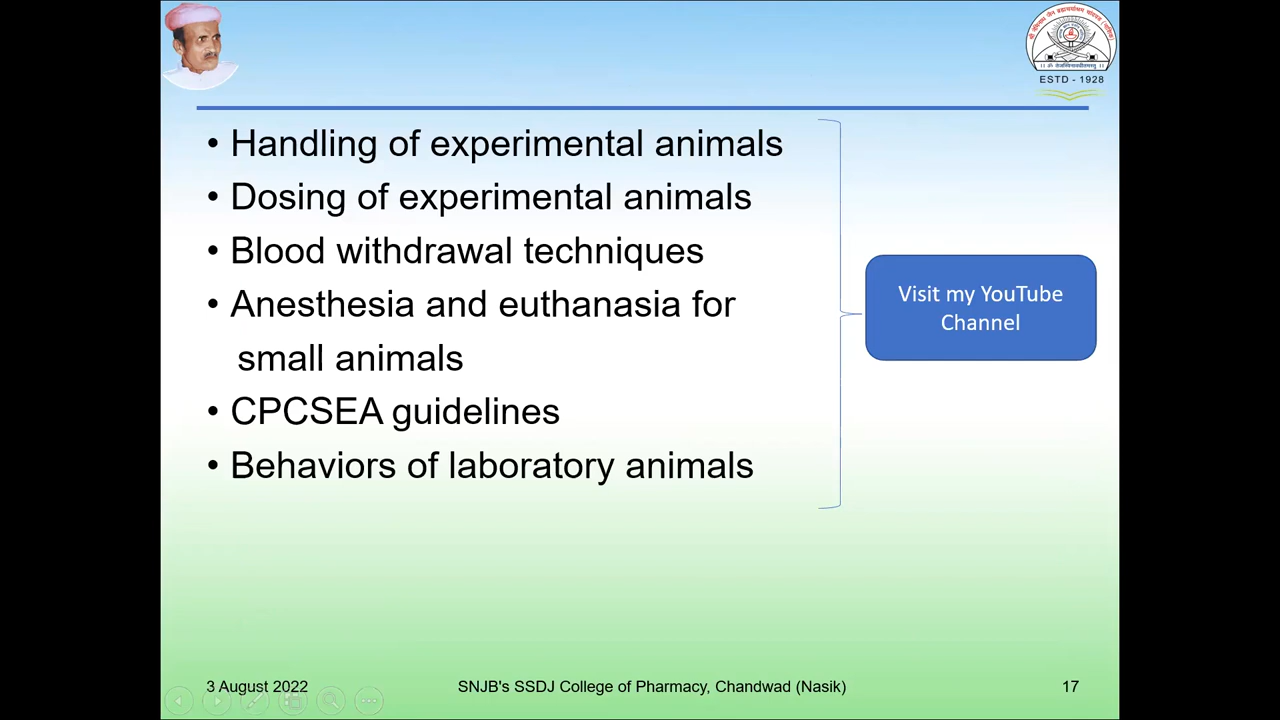 ESTD - 1928
• Handling of experimental animals
• Dosing of experimental animals
• Blood withdrawal techniques
• Anesthesia and euthanasia for
small animals
• CPCSEA guidelines
• Behaviors of laboratory animals
Visit my YouTube
Channel
3 August 2022
SNJB's SSDJ College of Pharmacy, Chandwad (Nasik)
17